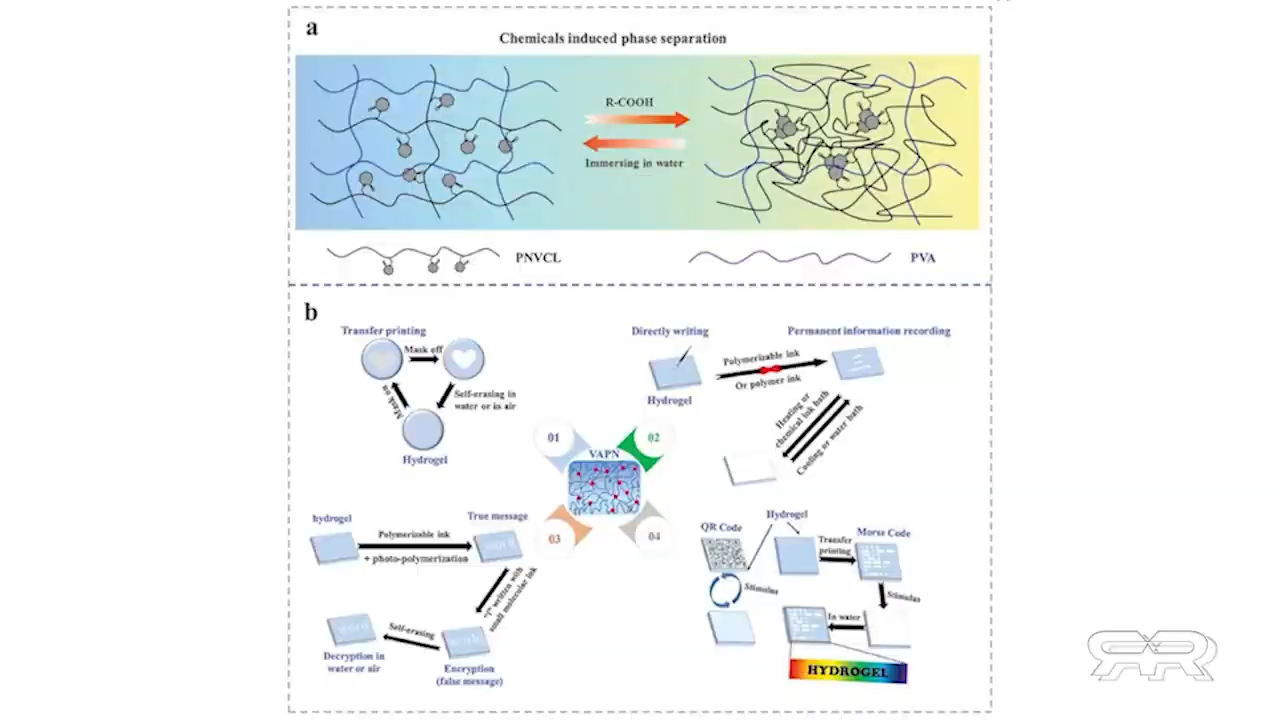 a
Chemicals induced phase separation
R-COOH
Immersing in water
PNVCL
PVA
b
Transfer printing
Mask off
Mask on
Self-erasing in
water or in air
Hydrogel
Directly writing
Hydrogel
Polymerizable ink
Or polymer ink
Permanent information recording
Heating or
chemical ink bath
Cooling or water bath
01
02
VAPN
03
04
hydrogel
Polymerizable ink
+ photo-polymerization
True message
"y" written with
small molecular ink
Self-erasing
Decryption in
water or air
Encryption
(false message)
QR Code
Hydrogel
Stimulus
Transfer
printing
Morse Code
Stimulus
In water
HYDROGEL